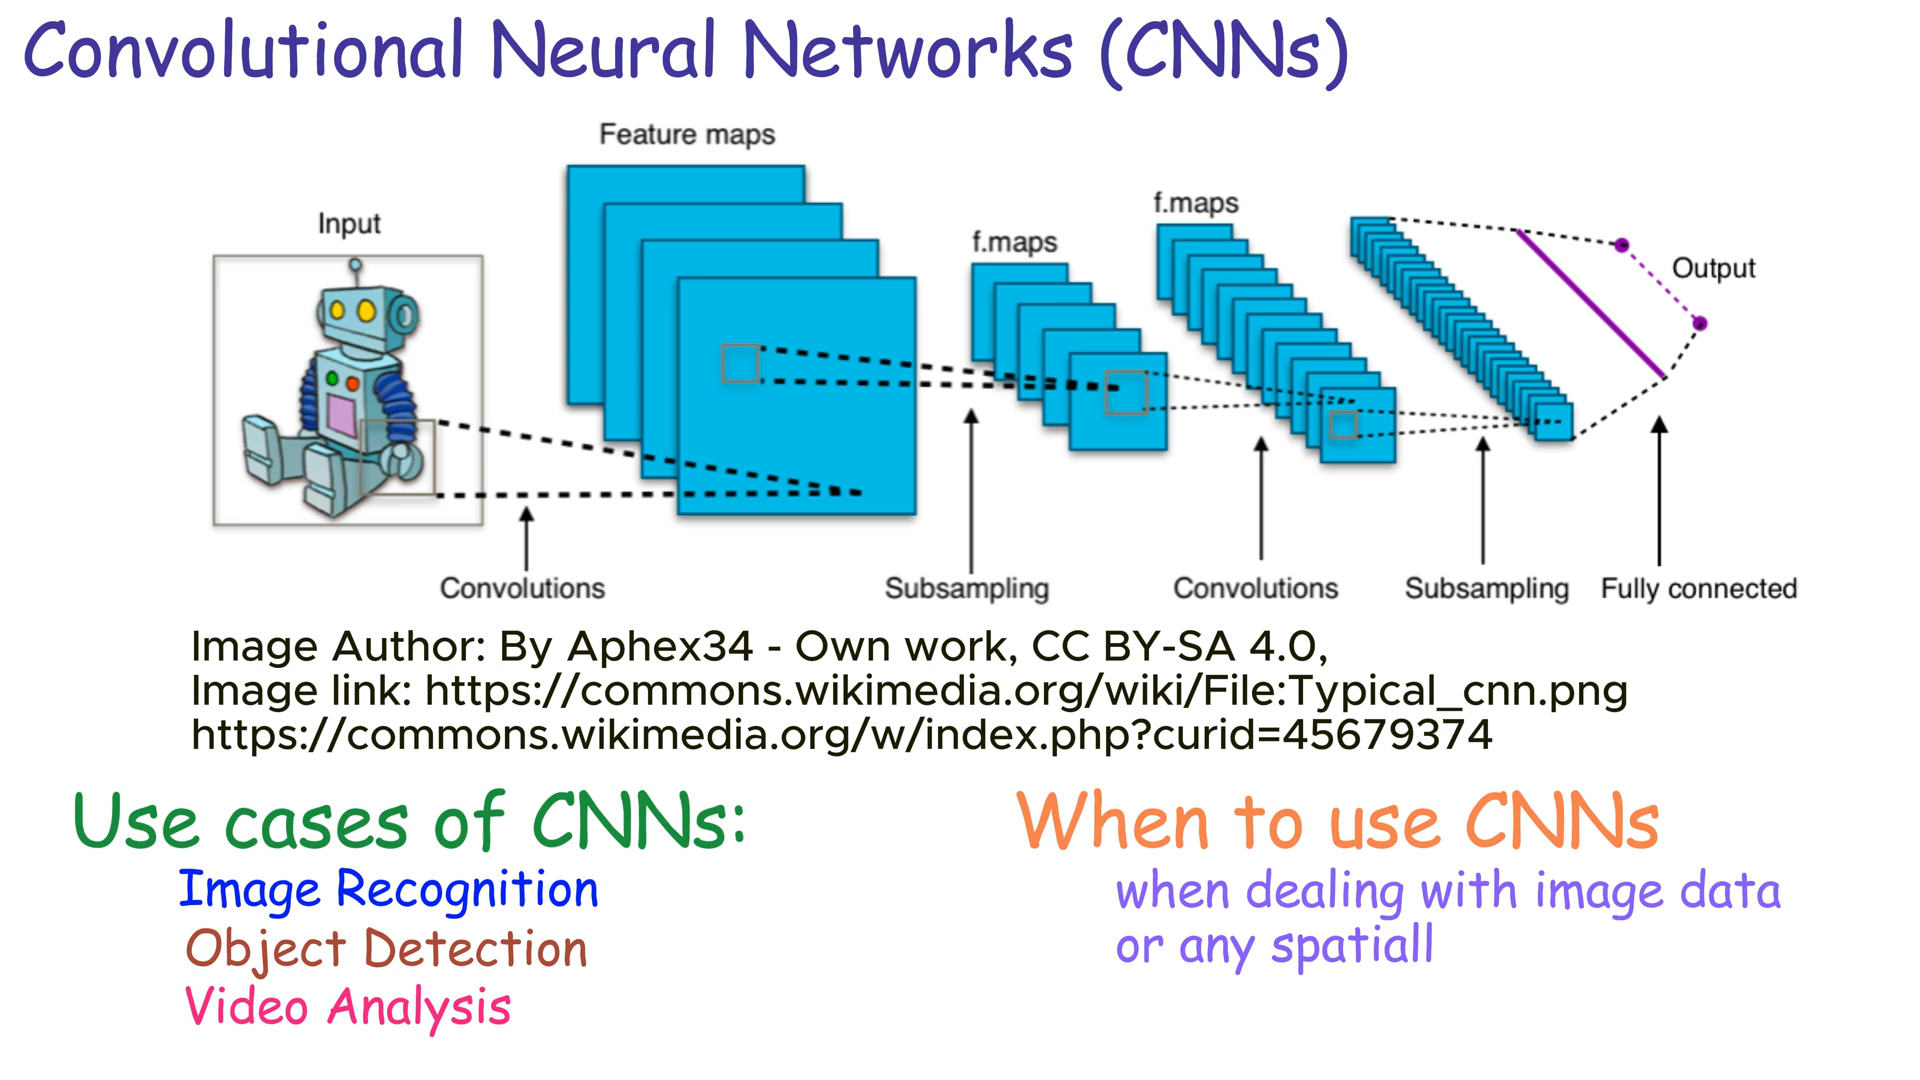 Convolutional Neural Networks (CNNs)
Feature maps
Input
f.maps
f.maps
Output
Convolutions
Subsampling
Convolutions
Subsampling
Fully connected
Image Author: By Aphex34 - Own work, CC BY-SA 4.0,
Image link: https://commons.wikimedia.org/wiki/File:Typical_cnn.png
https://commons.wikimedia.org/w/index.php?curid=45679374
Use cases of CNNs:
Image Recognition
Object Detection
Video Analysis
When to use CNNs
when dealing with image data
or any spatiall